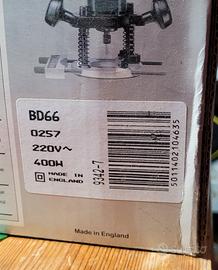 BD66
0257
220V~
400W
MADE IN
ENGLAND
9342-7
5011402104635
Made in England